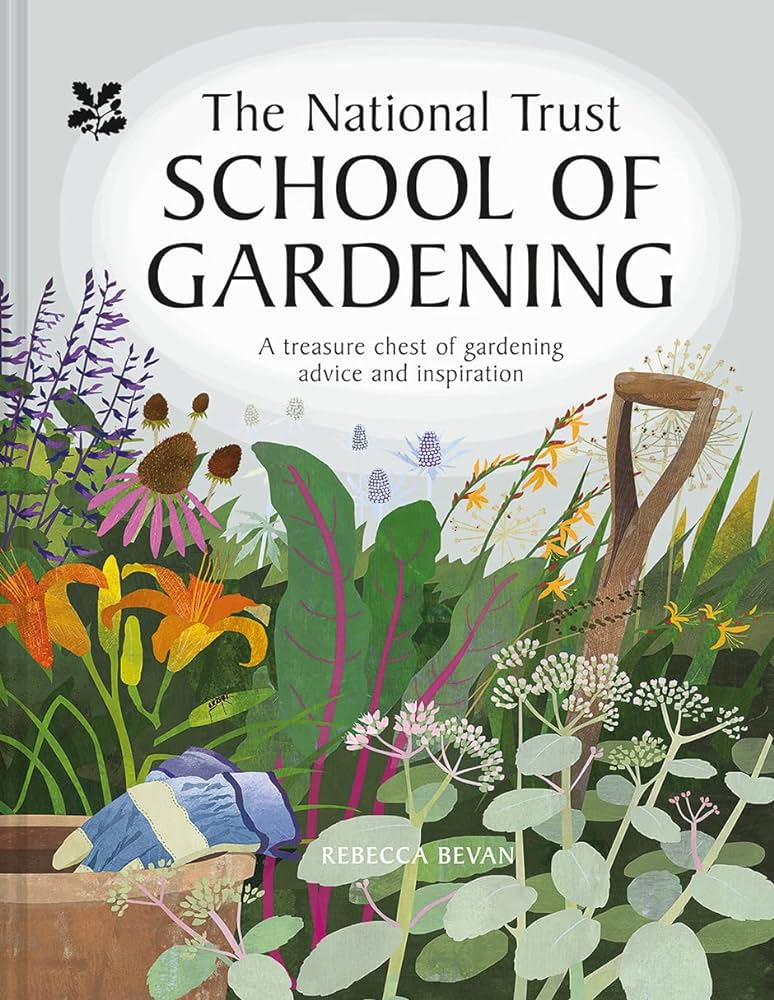 The National Trust
SCHOOL OF
GARDENING
A treasure chest of gardening
advice and inspiration
REBECCA BEVAN